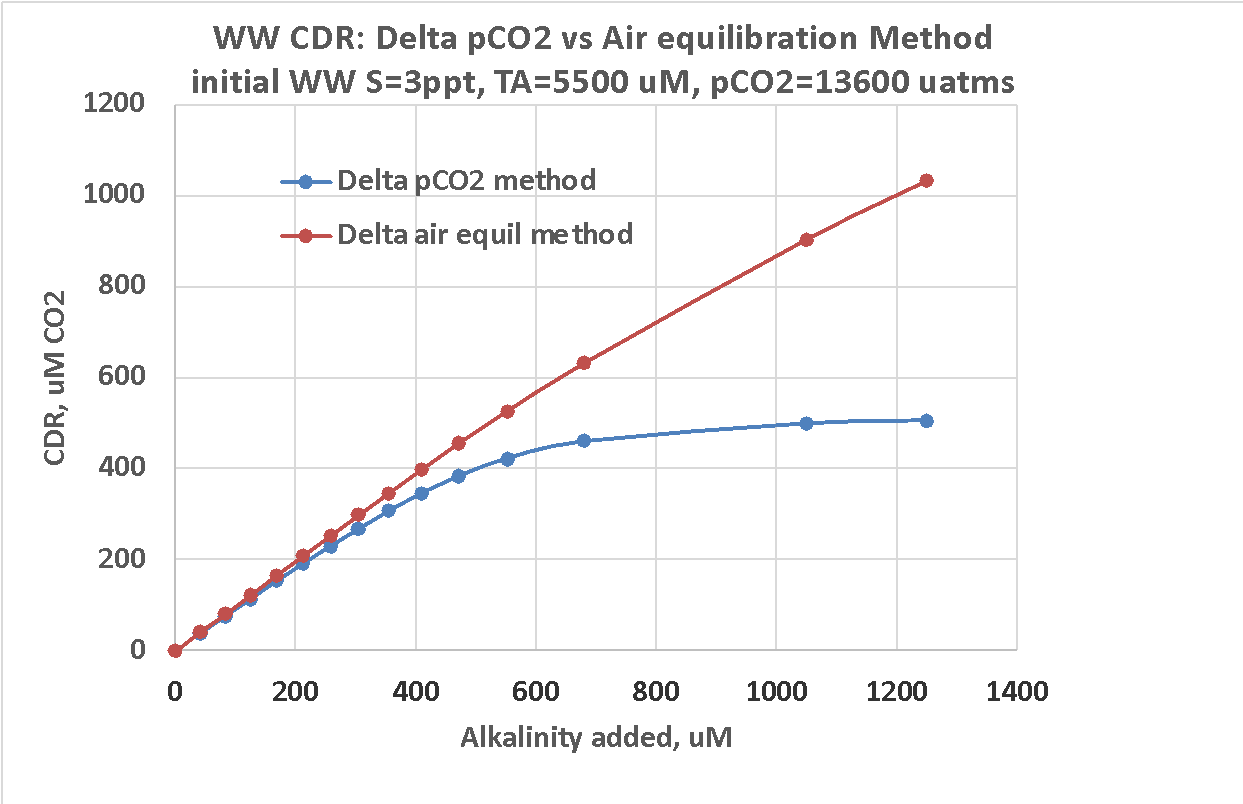 WW CDR: Delta pCO2 vs Air equilibration Method
initial WW S=3ppt, TA=5500 uM, pCO2=13600 uatms
1200
1000
800
600
400
200
0
CDR, uM CO2
Delta pCO2 method
Delta air equil method
0 200 400 600 800 1000 1200 1400
Alkalinity added, uM